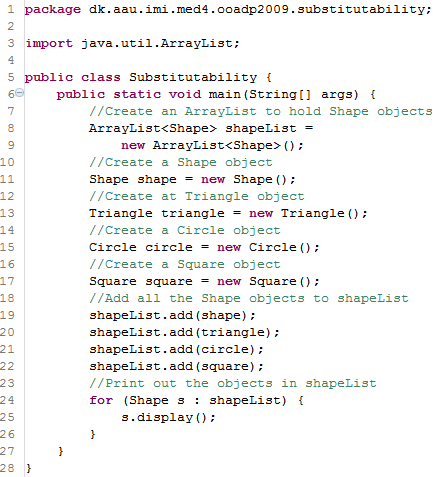 1 package dk.aau.imi.med4.ooadp2009.substitutability;
2
3 import java.util.ArrayList;
4
5 public class Substitutability {
6     public static void main(String[] args) {
7         //Create an ArrayList to hold Shape objects
8         ArrayList<Shape> shapeList =
9             new ArrayList<Shape>();
10         //Create a Shape object
11         Shape shape = new Shape();
12         //Create at Triangle object
13         Triangle triangle = new Triangle();
14         //Create a Circle object
15         Circle circle = new Circle();
16         //Create a Square object
17         Square square = new Square();
18         //Add all the Shape objects to shapeList
19         shapeList.add(shape);
20         shapeList.add(triangle);
21         shapeList.add(circle);
22         shapeList.add(square);
23         //Print out the objects in shapeList
24         for (Shape s : shapeList) {
25             s.display();
26         }
27     }
28 }